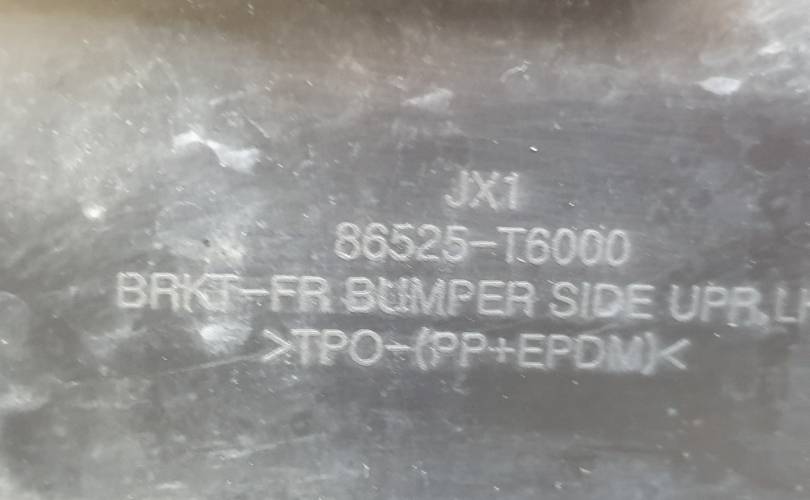 JX1
86525-T6000
BRKT-FR BUMPER SIDE UPR,L
>TPO-(PP+EPDM)<